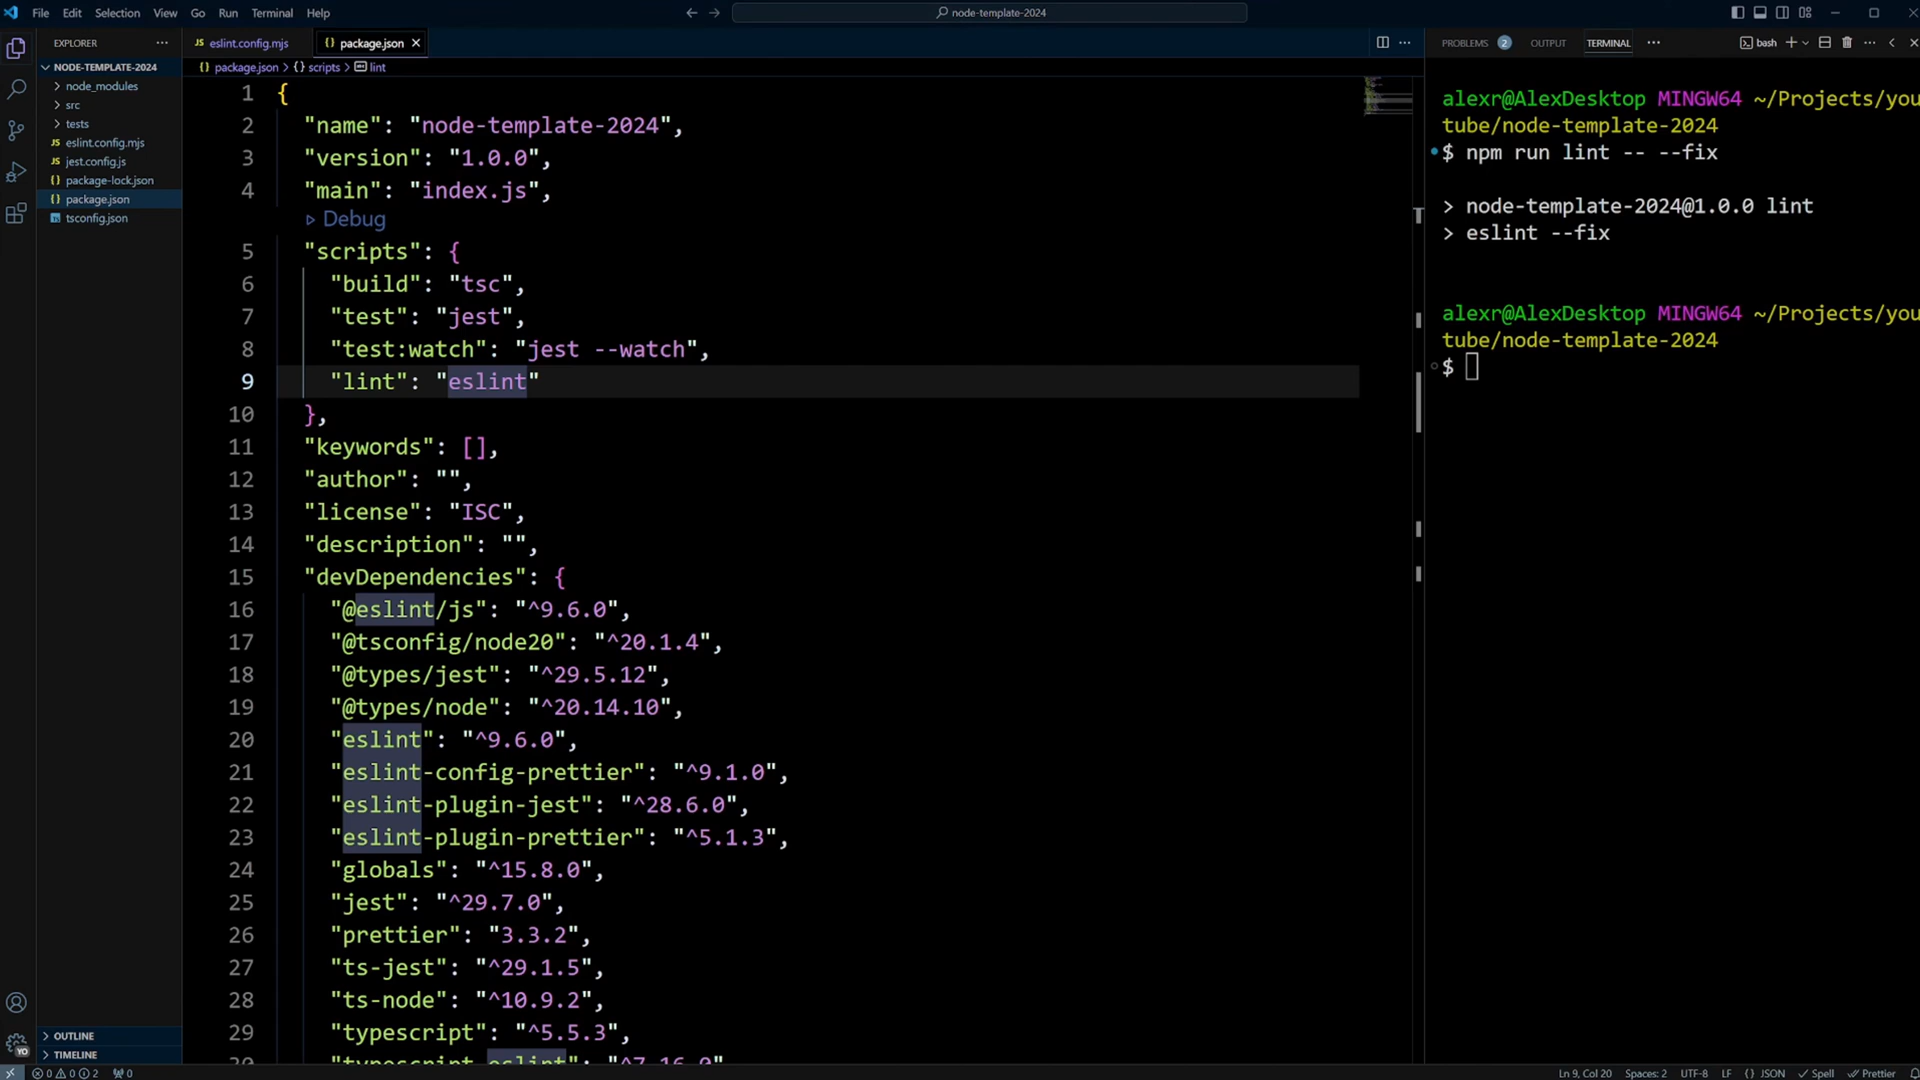 File Edit Selection View Go Run Terminal Help
node-template-2024
EXPLORER
NODE-TEMPLATE-2024
node_modules
src
tests
eslint.config.mjs
jest.config.js
package-lock.json
package.json
tsconfig.json
OUTLINE
TIMELINE
JS eslint.config.mjs
{} package.json
{} package.json > {} scripts > lint
1 {
2 "name": "node-template-2024",
3 "version": "1.0.0",
4 "main": "index.js",
Debug
5 "scripts": {
6 "build": "tsc",
7 "test": "jest",
8 "test:watch": "jest --watch",
9 "lint": "eslint"
10 },
11 "keywords": [],
12 "author": "",
13 "license": "ISC",
14 "description": "",
15 "devDependencies": {
16 "@eslint/js": "^9.6.0",
17 "@tsconfig/node20": "^20.1.4",
18 "@types/jest": "^29.5.12",
19 "@types/node": "^20.14.10",
20 "eslint": "^9.6.0",
21 "eslint-config-prettier": "^9.1.0",
22 "eslint-plugin-jest": "^28.6.0",
23 "eslint-plugin-prettier": "^5.1.3",
24 "globals": "^15.8.0",
25 "jest": "^29.7.0",
26 "prettier": "3.3.2",
27 "ts-jest": "^29.1.5",
28 "ts-node": "^10.9.2",
29 "typescript": "^5.5.3",
PROBLEMS 2 OUTPUT TERMINAL
bash
alexr@AlexDesktop MINGW64 ~/Projects/you
tube/node-template-2024
$ npm run lint -- --fix
> node-template-2024@1.0.0 lint
> eslint --fix
alexr@AlexDesktop MINGW64 ~/Projects/you
tube/node-template-2024
$
YO
0 0 2 0
Ln 9, Col 20 Spaces: 2 UTF-8 LF {} JSON Spell Prettier